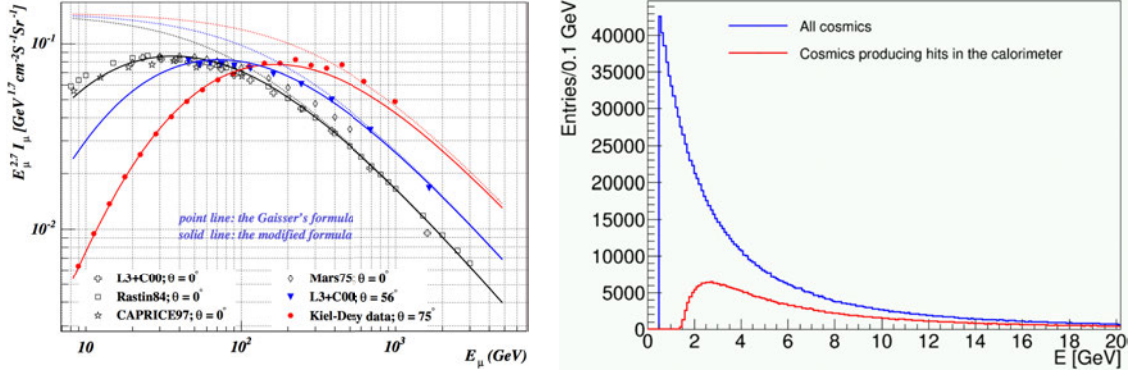 E_μ^2.7 I_μ [GeV^1.7 cm^-2 S^-1 Sr^-1]
10^-1
10^-2
point line: the Gaisser's formula
solid line: the modified formula
L3+C00; θ = 0°
Rastin84; θ = 0°
CAPRICE97; θ = 0°
Mars75; θ = 0°
L3+C00; θ = 56°
Kiel-Desy data; θ = 75°
10
10^2
10^3
E_μ (GeV)
Entries/0.1 GeV
40000
35000
30000
25000
20000
15000
10000
5000
0
All cosmics
Cosmics producing hits in the calorimeter
0 2 4 6 8 10 12 14 16 18 20
E [GeV]